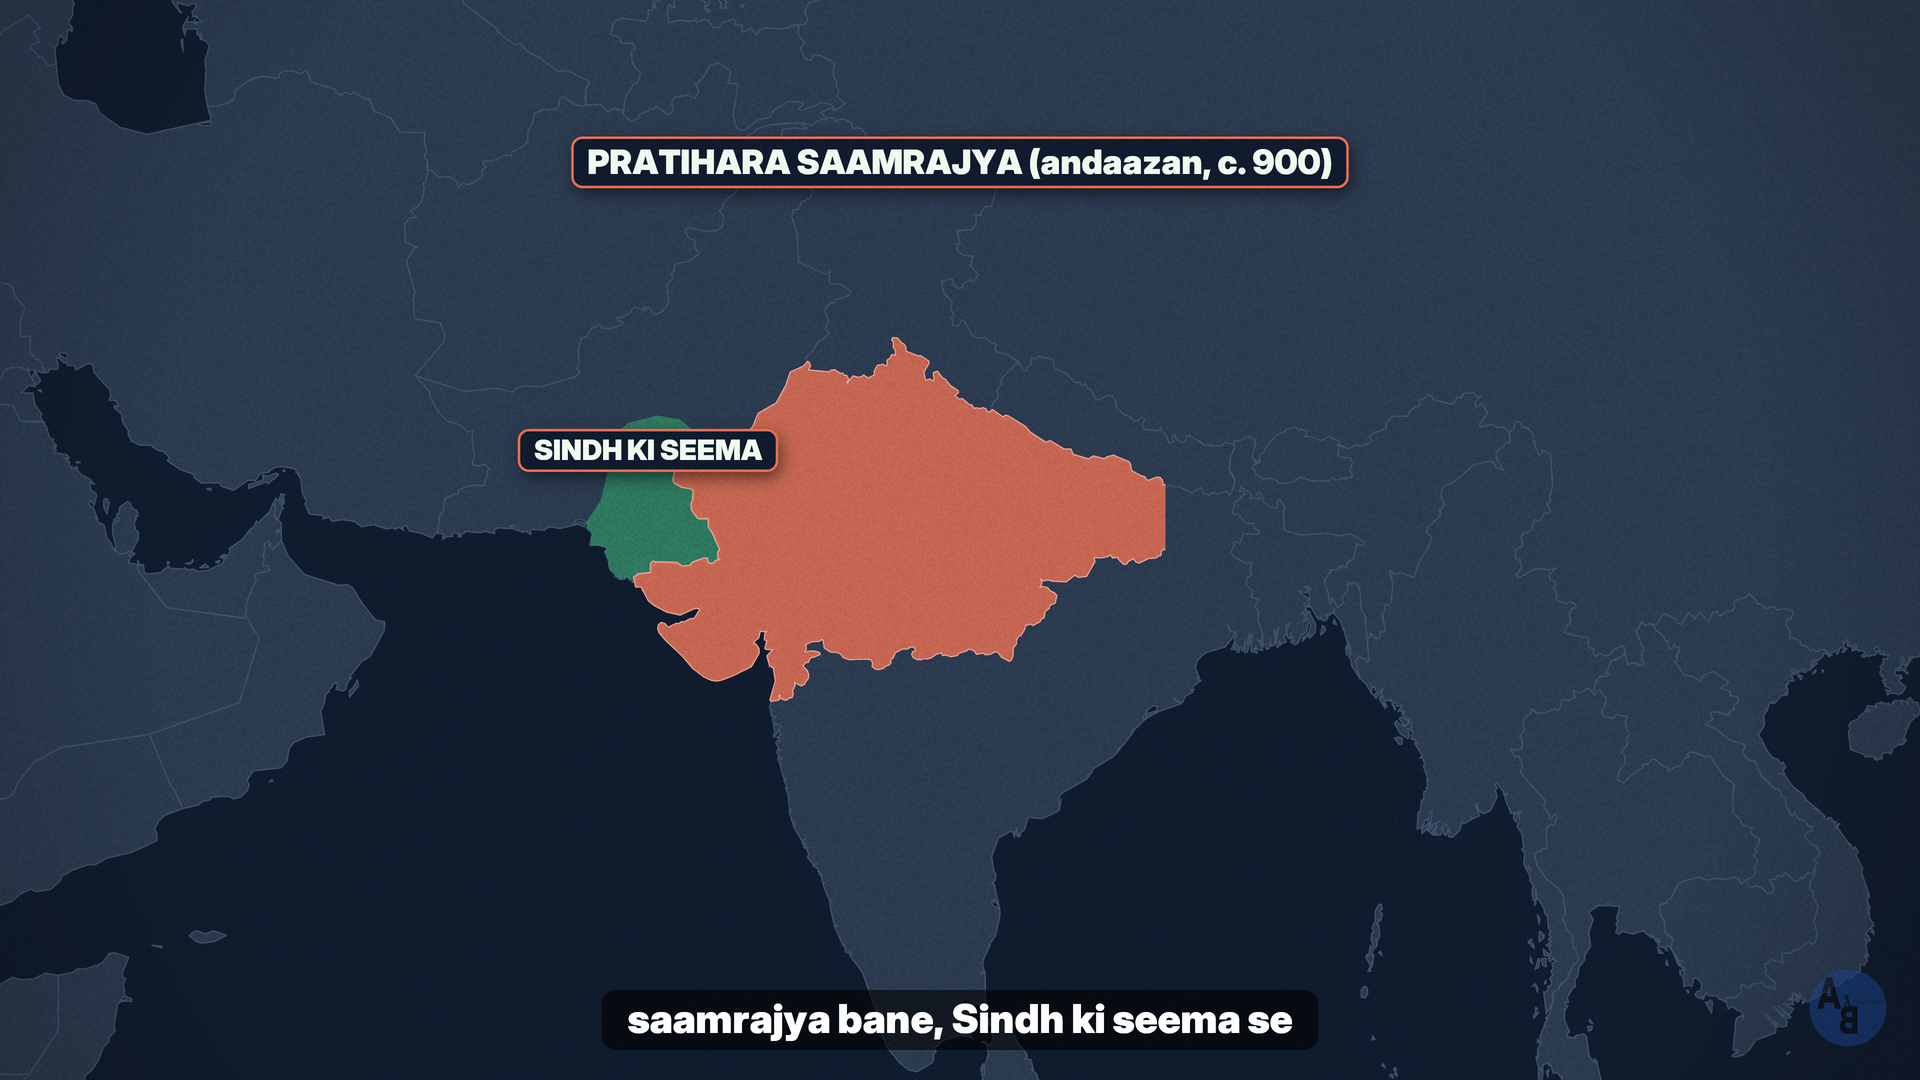 PRATIHARA SAAMRAJYA (andaazan, c. 900)
SINDH KI SEEMA
saamrajya bane, Sindh ki seema se
A
B